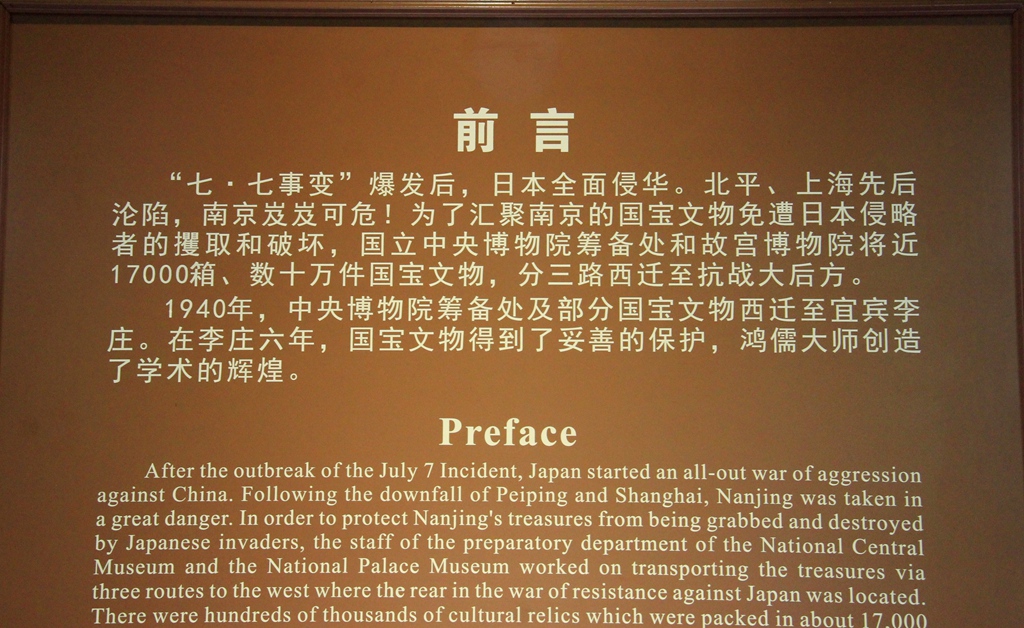 前 言
“七·七事变”爆发后，日本全面侵华。北平、上海先后
沦陷，南京岌岌可危！为了汇聚南京的国宝文物免遭日本侵略
者的攫取和破坏，国立中央博物院筹备处和故宫博物院将近
17000箱、数十万件国宝文物，分三路西迁至抗战大后方。
1940年，中央博物院筹备处及部分国宝文物西迁至宜宾李
庄。在李庄六年，国宝文物得到了妥善的保护，鸿儒大师创造
了学术的辉煌。
Preface
After the outbreak of the July 7 Incident, Japan started an all-out war of aggression
against China. Following the downfall of Peiping and Shanghai, Nanjing was taken in
a great danger. In order to protect Nanjing's treasures from being grabbed and destroyed
by Japanese invaders, the staff of the preparatory department of the National Central
Museum and the National Palace Museum worked on transporting the treasures via
three routes to the west where the rear in the war of resistance against Japan was located.
There were hundreds of thousands of cultural relics which were packed in about 17,000